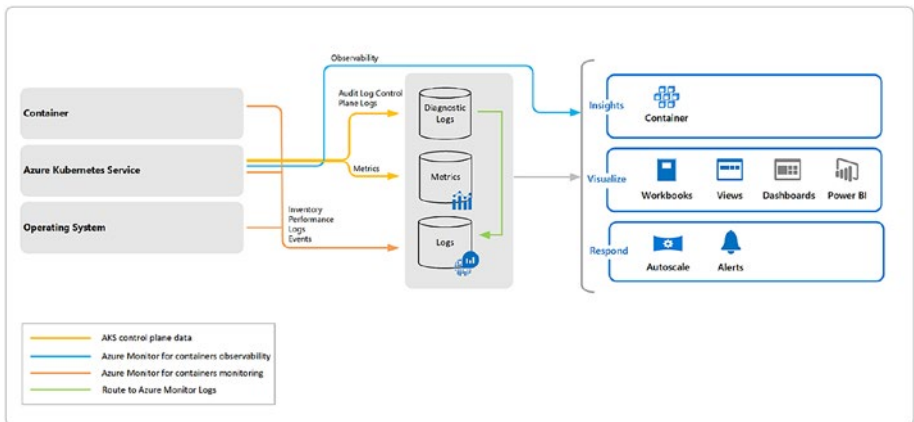 Observability
Container
Azure Kubernetes Service
Operating System
Audit Log Control
Plane Logs
Metrics
Inventory
Performance
Logs
Events
Diagnostic
Logs
Metrics
Logs
Insights
Container
Visualize
Workbooks Views Dashboards Power BI
Respond
Autoscale Alerts
AKS control plane data
Azure Monitor for containers observability
Azure Monitor for containers monitoring
Route to Azure Monitor Logs